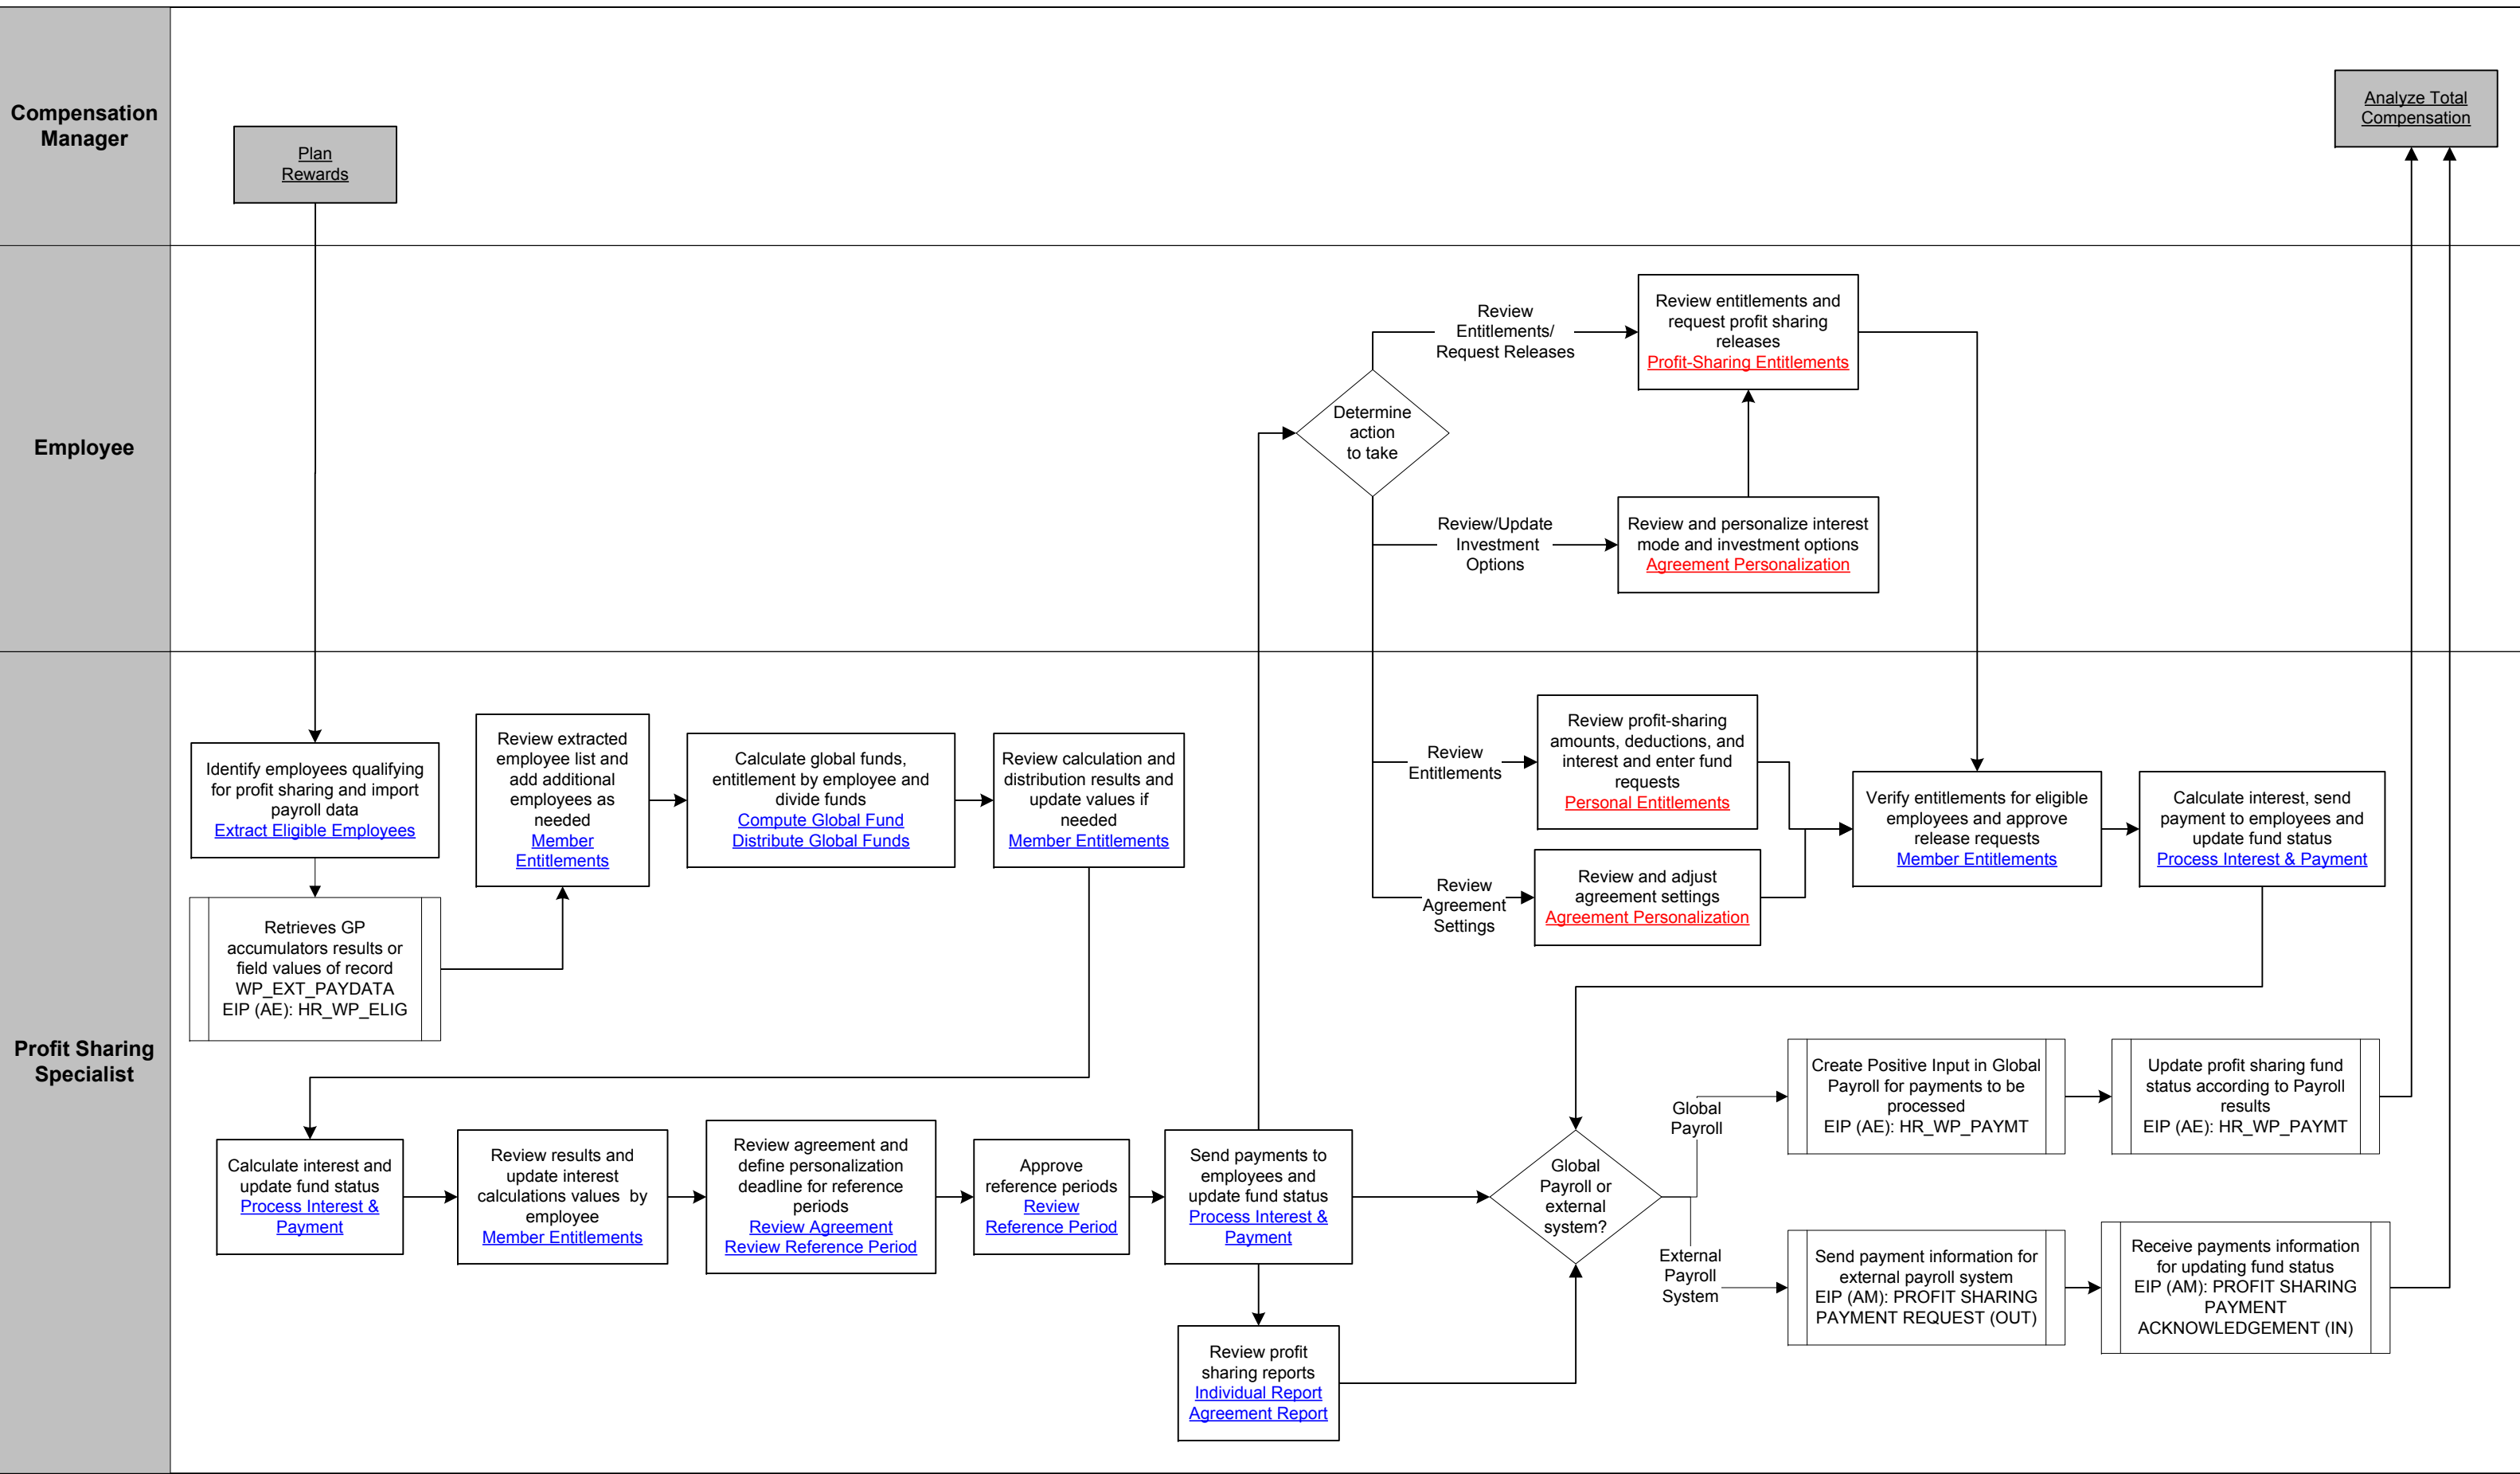 Compensation
Manager
Plan
Rewards
Analyze Total
Compensation
Employee
Review
Entitlements/
Request Releases
Review entitlements and
request profit sharing
releases
Profit-Sharing Entitlements
Determine
action
to take
Review/Update
Investment
Options
Review and personalize interest
mode and investment options
Agreement Personalization
Profit Sharing
Specialist
Identify employees qualifying
for profit sharing and import
payroll data
Extract Eligible Employees
Retrieves GP
accumulators results or
field values of record
WP_EXT_PAYDATA
EIP (AE): HR_WP_ELIG
Review extracted
employee list and
add additional
employees as
needed
Member
Entitlements
Calculate global funds,
entitlement by employee and
divide funds
Compute Global Fund
Distribute Global Funds
Review calculation and
distribution results and
update values if
needed
Member Entitlements
Review
Entitlements
Review profit-sharing
amounts, deductions, and
interest and enter fund
requests
Personal Entitlements
Review
Agreement
Settings
Review and adjust
agreement settings
Agreement Personalization
Verify entitlements for eligible
employees and approve
release requests
Member Entitlements
Calculate interest, send
payment to employees and
update fund status
Process Interest & Payment
Calculate interest and
update fund status
Process Interest &
Payment
Review results and
update interest
calculations values by
employee
Member Entitlements
Review agreement and
define personalization
deadline for reference
periods
Review Agreement
Review Reference Period
Approve
reference periods
Review
Reference Period
Send payments to
employees and
update fund status
Process Interest &
Payment
Review profit
sharing reports
Individual Report
Agreement Report
Global
Payroll or
external
system?
Global
Payroll
Create Positive Input in Global
Payroll for payments to be
processed
EIP (AE): HR_WP_PAYMT
Update profit sharing fund
status according to Payroll
results
EIP (AE): HR_WP_PAYMT
External
Payroll
System
Send payment information for
external payroll system
EIP (AM): PROFIT SHARING
PAYMENT REQUEST (OUT)
Receive payments information
for updating fund status
EIP (AM): PROFIT SHARING
PAYMENT
ACKNOWLEDGEMENT (IN)